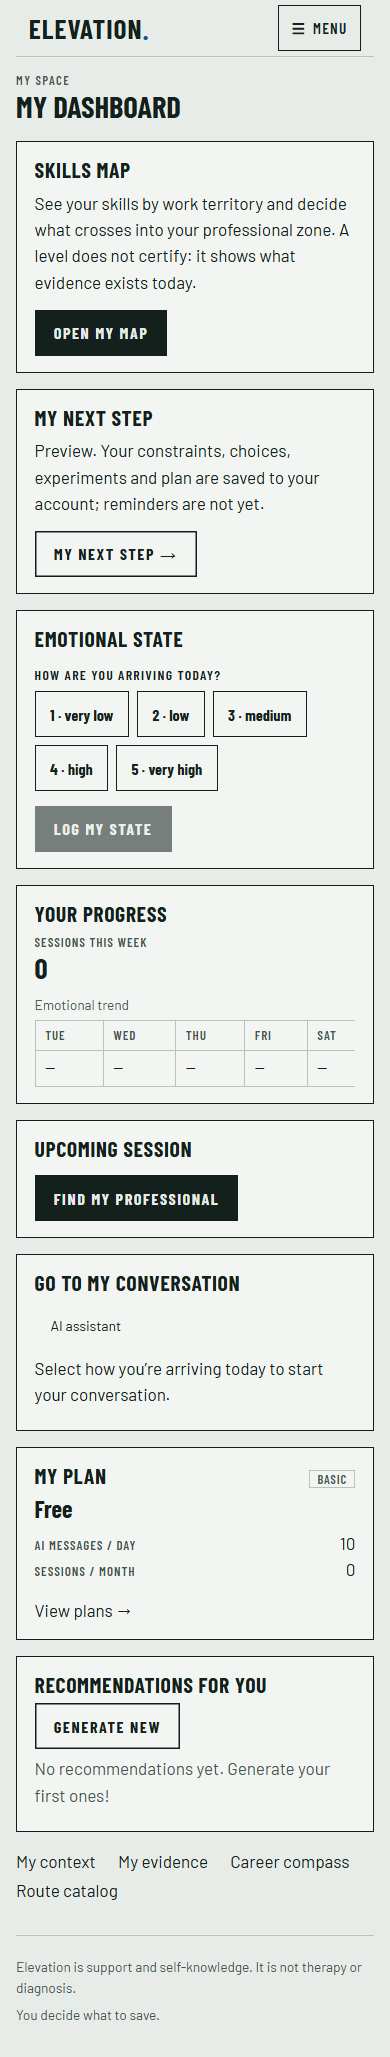 ELEVATION.
☰ MENU
MY SPACE
MY DASHBOARD
SKILLS MAP
See your skills by work territory and decide
what crosses into your professional zone. A
level does not certify: it shows what
evidence exists today.
OPEN MY MAP
MY NEXT STEP
Preview. Your constraints, choices,
experiments and plan are saved to your
account; reminders are not yet.
MY NEXT STEP →
EMOTIONAL STATE
HOW ARE YOU ARRIVING TODAY?
1 · very low 2 · low 3 · medium
4 · high 5 · very high
LOG MY STATE
YOUR PROGRESS
SESSIONS THIS WEEK
0
Emotional trend
TUE WED THU FRI SAT
— — — — —
UPCOMING SESSION
FIND MY PROFESSIONAL
GO TO MY CONVERSATION
AI assistant
Select how you’re arriving today to start
your conversation.
MY PLAN BASIC
Free
AI MESSAGES / DAY 10
SESSIONS / MONTH 0
View plans →
RECOMMENDATIONS FOR YOU
GENERATE NEW
No recommendations yet. Generate your
first ones!
My context My evidence Career compass
Route catalog
Elevation is support and self-knowledge. It is not therapy or
diagnosis.
You decide what to save.